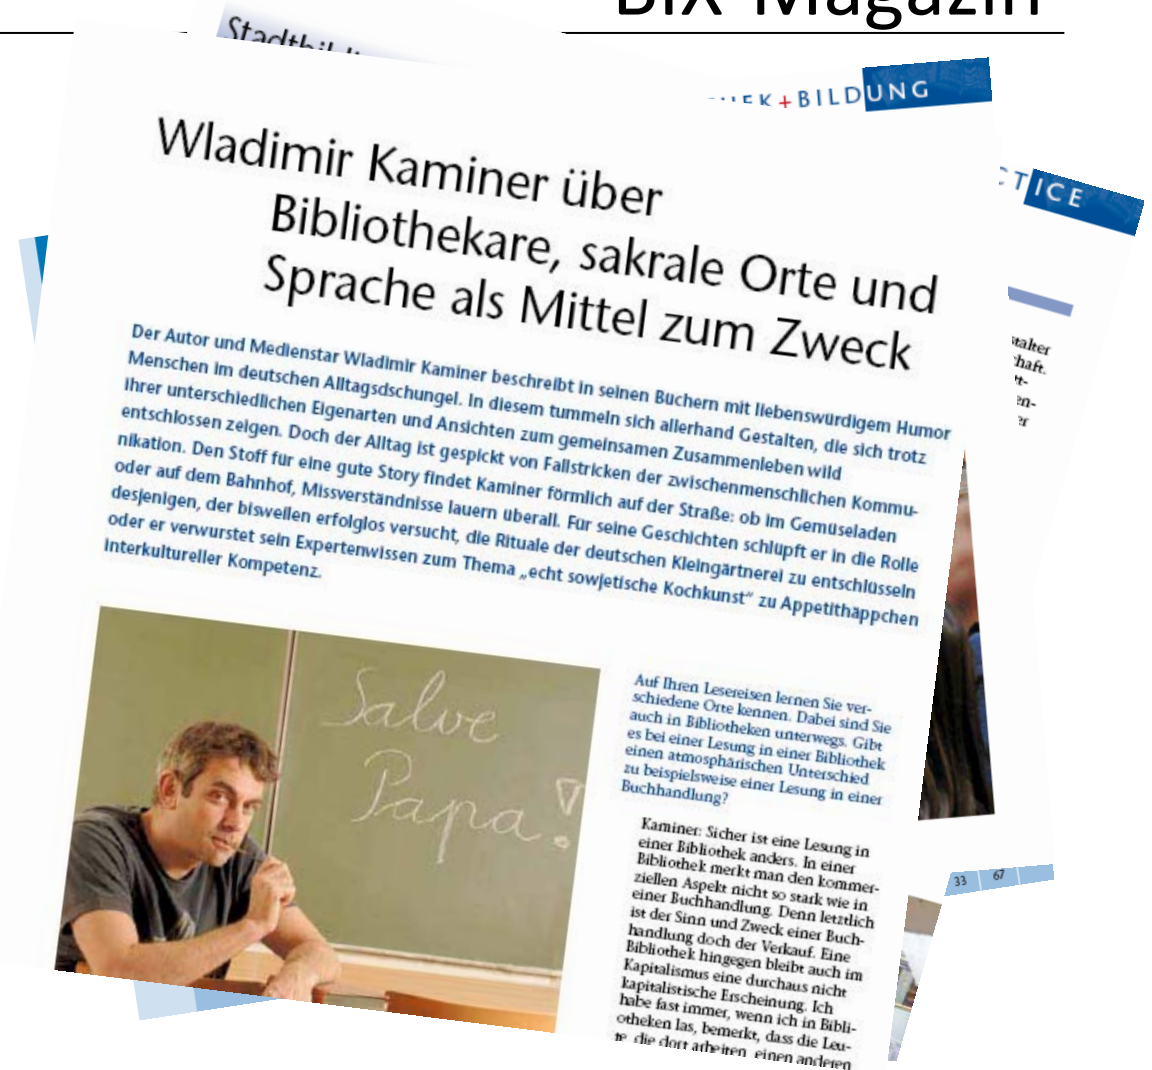 BIX-Magazin
+BILDUNG
Wladimir Kaminer über
Bibliothekare, sakrale Orte und
Sprache als Mittel zum Zweck
Der Autor und Medienstar Wladimir Kaminer beschreibt in seinen Büchern mit liebenswürdigem Humor
Menschen im deutschen Alltagsdschungel. In diesem tummeln sich allerhand Gestalten, die sich trotz
ihrer unterschiedlichen Eigenarten und Ansichten zum gemeinsamen Zusammenleben wild
entschlossen zeigen. Doch der Alltag ist gespickt von Fallstricken der zwischenmenschlichen Kommu-
nikation. Den Stoff für eine gute Story findet Kaminer förmlich auf der Straße: ob im Gemüseladen
oder auf dem Bahnhof, Missverständnisse lauern überall. Für seine Geschichten schlüpft er in die Rolle
desjenigen, der bisweilen erfolglos versucht, die Rituale der deutschen Kleingärtnerei zu entschlüsseln
oder er verwurstet sein Expertenwissen zum Thema „echt sowjetische Kochkunst“ zu Appetithäppchen
interkultureller Kompetenz.
Salve
Papa!
Auf Ihren Lesereisen lernen Sie ver-
schiedene Orte kennen. Dabei sind Sie
auch in Bibliotheken unterwegs. Gibt
es bei einer Lesung in einer Bibliothek
einen atmosphärischen Unterschied
zu beispielsweise einer Lesung in einer
Buchhandlung?
Kaminer: Sicher ist eine Lesung in
einer Bibliothek anders. In einer
Bibliothek merkt man den kommer-
ziellen Aspekt nicht so stark wie in
einer Buchhandlung. Denn letztlich
ist der Sinn und Zweck einer Buch-
handlung doch der Verkauf. Eine
Bibliothek hingegen bleibt auch im
Kapitalismus eine durchaus nicht
kapitalistische Erscheinung. Ich
habe fast immer, wenn ich in Bibli-
otheken las, bemerkt, dass die Leu-
te, die dort arbeiten, einen anderen
33 67